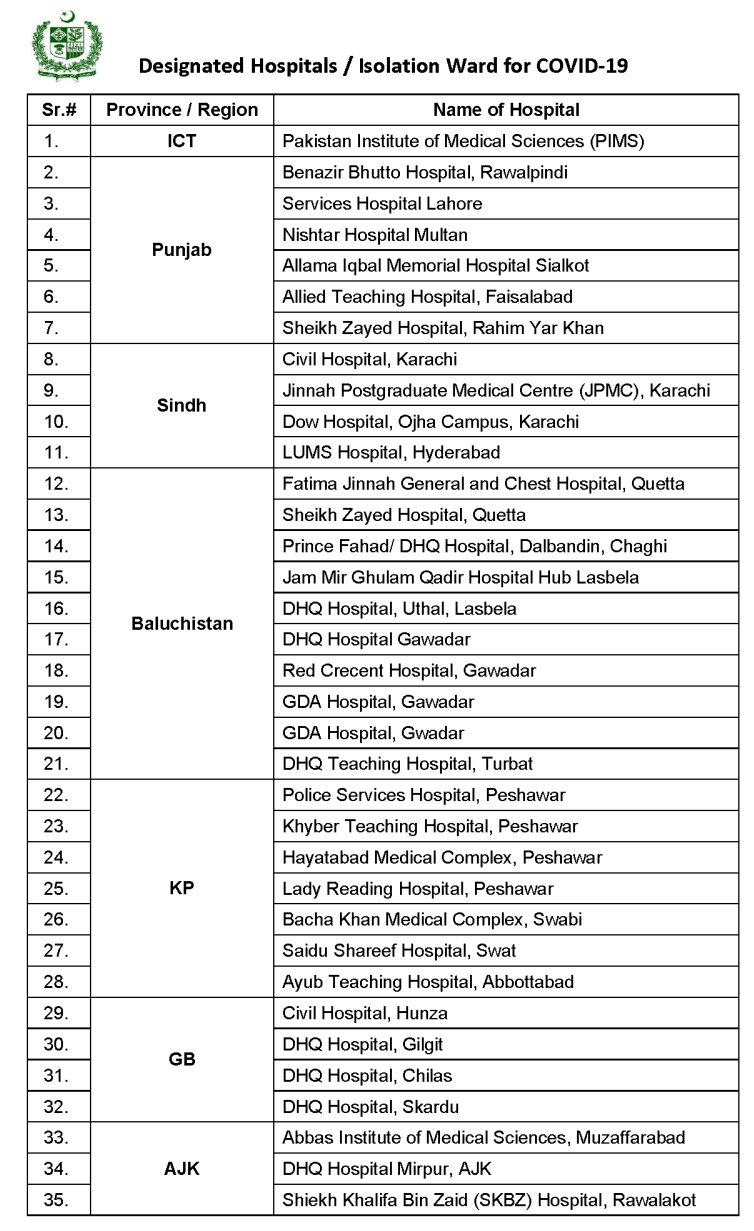 Designated Hospitals / Isolation Ward for COVID-19
Sr.# Province / Region Name of Hospital
1. ICT Pakistan Institute of Medical Sciences (PIMS)
2. Punjab Benazir Bhutto Hospital, Rawalpindi
3. Services Hospital Lahore
4. Nishtar Hospital Multan
5. Allama Iqbal Memorial Hospital Sialkot
6. Allied Teaching Hospital, Faisalabad
7. Sheikh Zayed Hospital, Rahim Yar Khan
8. Sindh Civil Hospital, Karachi
9. Jinnah Postgraduate Medical Centre (JPMC), Karachi
10. Dow Hospital, Ojha Campus, Karachi
11. LUMS Hospital, Hyderabad
12. Baluchistan Fatima Jinnah General and Chest Hospital, Quetta
13. Sheikh Zayed Hospital, Quetta
14. Prince Fahad/ DHQ Hospital, Dalbandin, Chaghi
15. Jam Mir Ghulam Qadir Hospital Hub Lasbela
16. DHQ Hospital, Uthal, Lasbela
17. DHQ Hospital Gawadar
18. Red Crecent Hospital, Gawadar
19. GDA Hospital, Gawadar
20. GDA Hospital, Gwadar
21. DHQ Teaching Hospital, Turbat
22. KP Police Services Hospital, Peshawar
23. Khyber Teaching Hospital, Peshawar
24. Hayatabad Medical Complex, Peshawar
25. Lady Reading Hospital, Peshawar
26. Bacha Khan Medical Complex, Swabi
27. Saidu Shareef Hospital, Swat
28. Ayub Teaching Hospital, Abbottabad
29. GB Civil Hospital, Hunza
30. DHQ Hospital, Gilgit
31. DHQ Hospital, Chilas
32. DHQ Hospital, Skardu
33. AJK Abbas Institute of Medical Sciences, Muzaffarabad
34. DHQ Hospital Mirpur, AJK
35. Shiekh Khalifa Bin Zaid (SKBZ) Hospital, Rawalakot